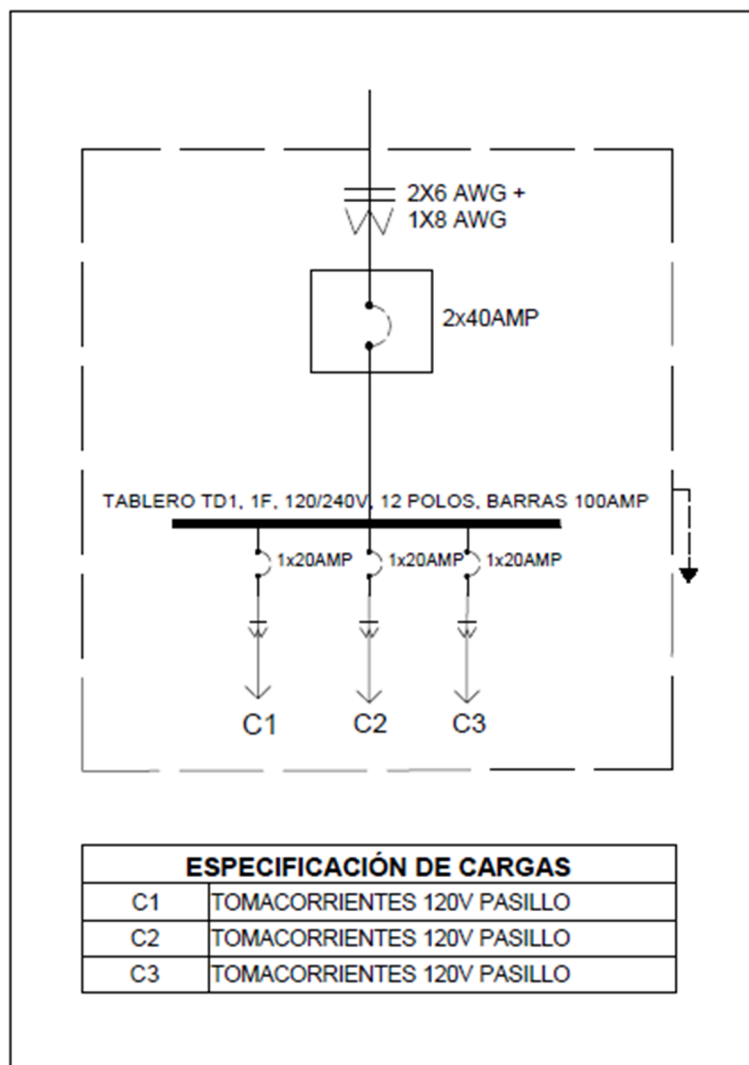 2X6 AWG +
1X8 AWG
2x40AMP
TABLERO TD1, 1F, 120/240V, 12 POLOS, BARRAS 100AMP
1x20AMP 1x20AMP 1x20AMP
C1 C2 C3
ESPECIFICACIÓN DE CARGAS
C1 TOMACORRIENTES 120V PASILLO
C2 TOMACORRIENTES 120V PASILLO
C3 TOMACORRIENTES 120V PASILLO